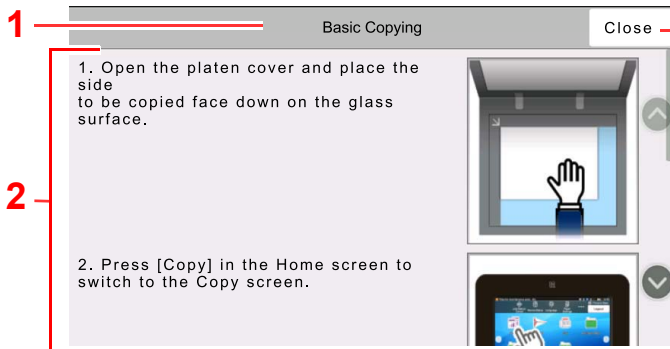 1
Basic Copying
Close
2
1. Open the platen cover and place the
side
to be copied face down on the glass
surface.
2. Press [Copy] in the Home screen to
switch to the Copy screen.